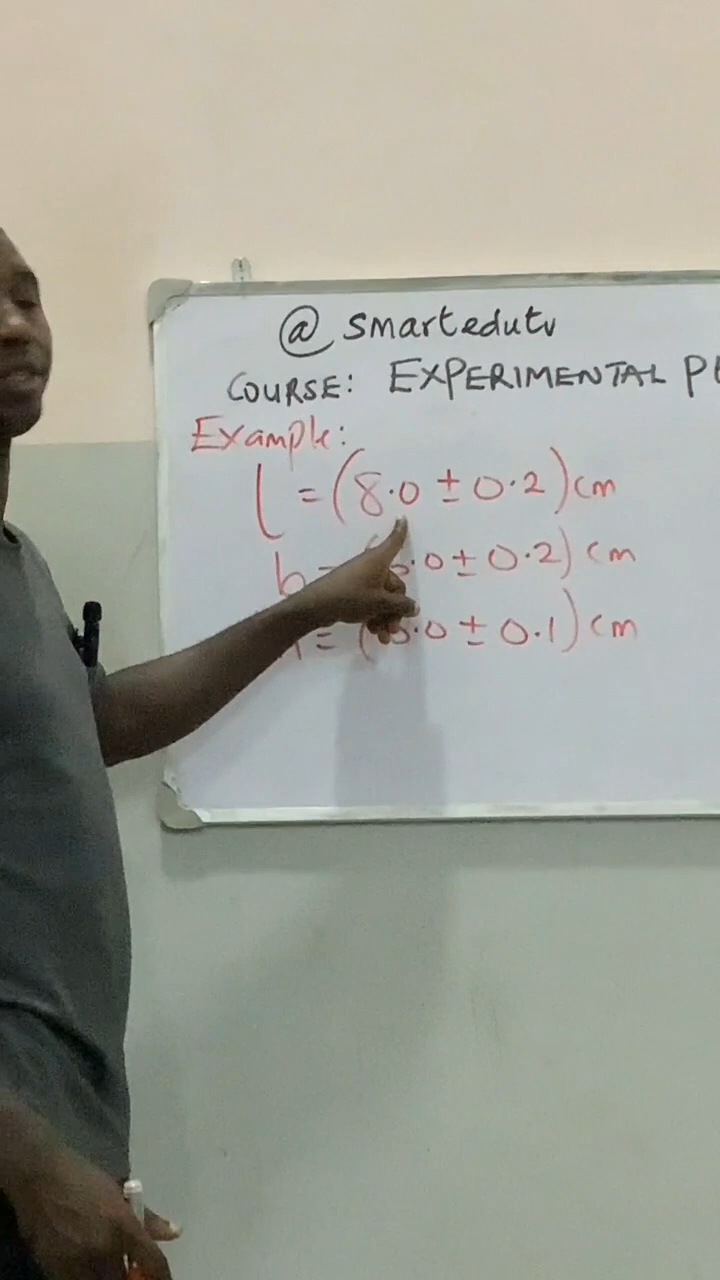 @ smartedutv
COURSE: EXPERIMENTAL
Example:
l = (8.0 ± 0.2) cm
b = .0 ± 0.2) cm
= ( .0 ± 0.1) cm